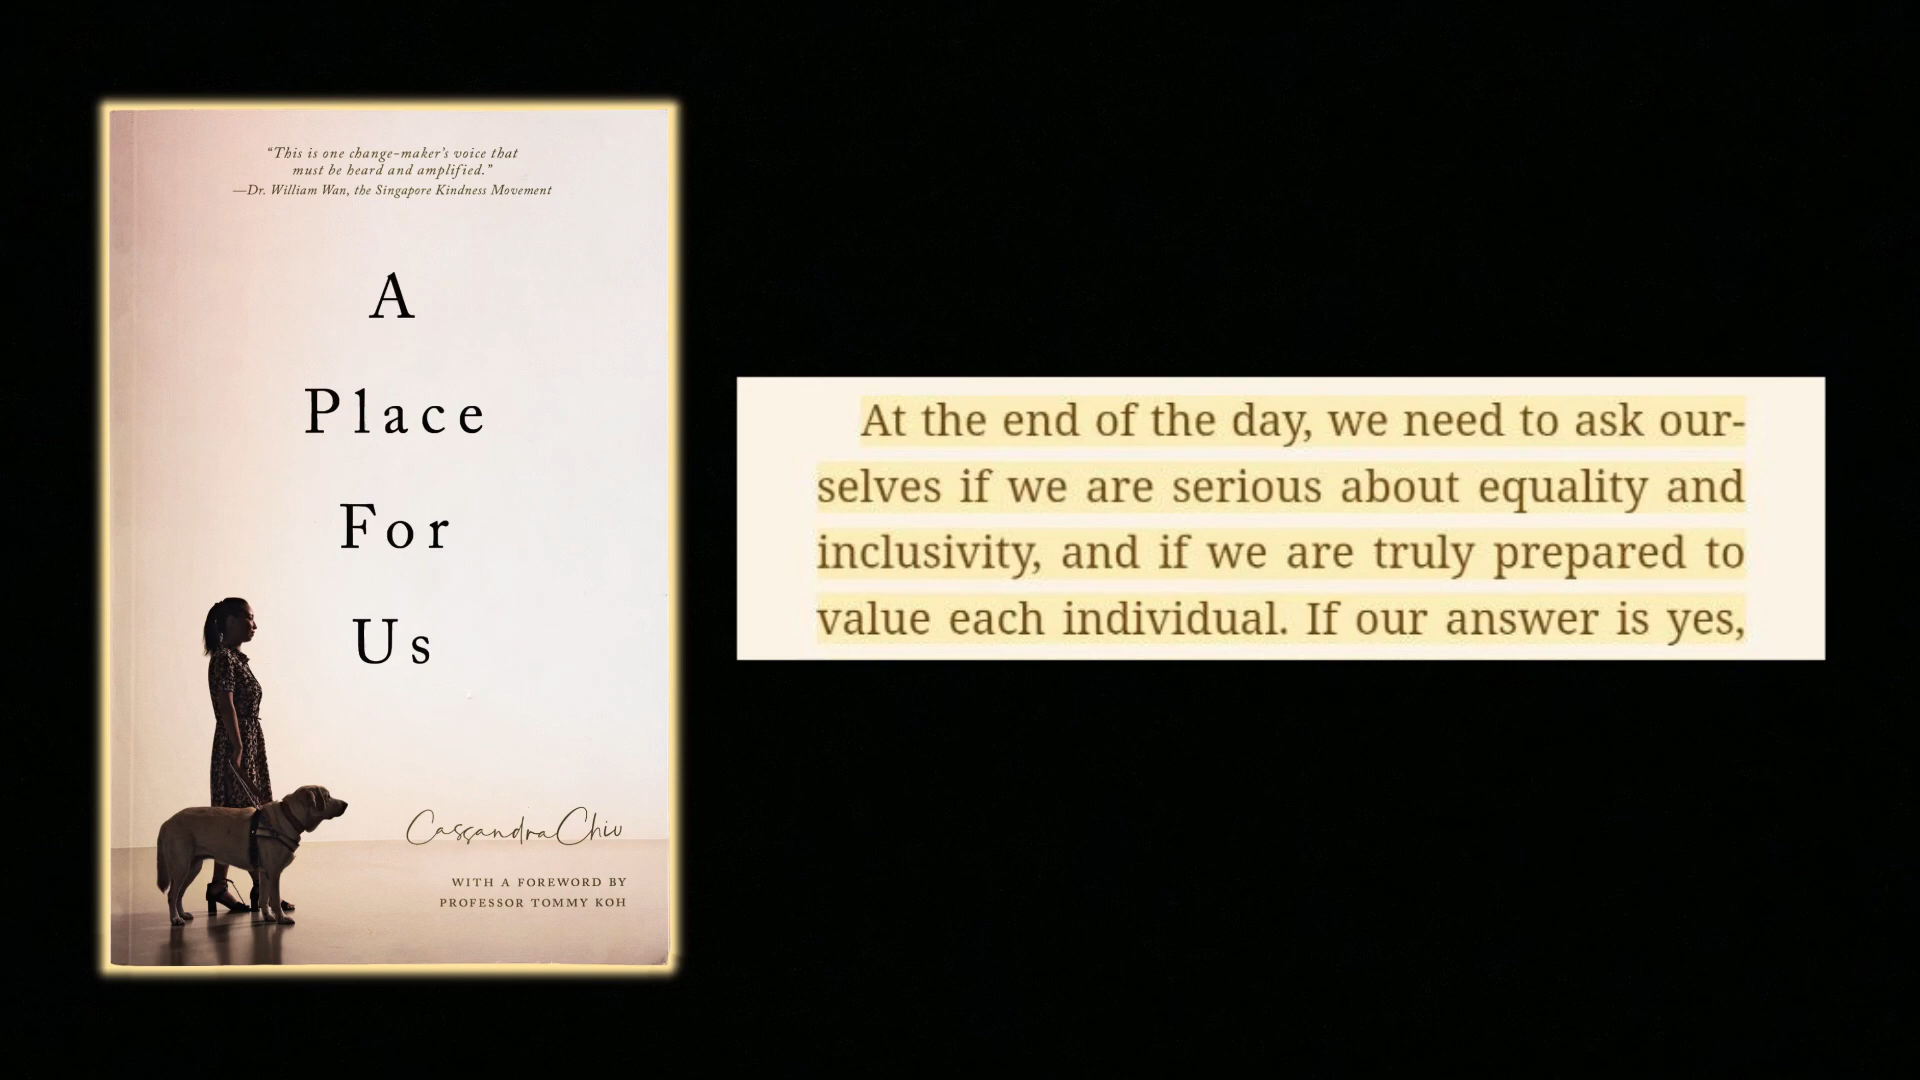 “This is one change-maker’s voice that
must be heard and amplified.”
—Dr. William Wan, the Singapore Kindness Movement
A
Place
For
Us
Cassandra Chiu
WITH A FOREWORD BY
PROFESSOR TOMMY KOH
At the end of the day, we need to ask our-
selves if we are serious about equality and
inclusivity, and if we are truly prepared to
value each individual. If our answer is yes,